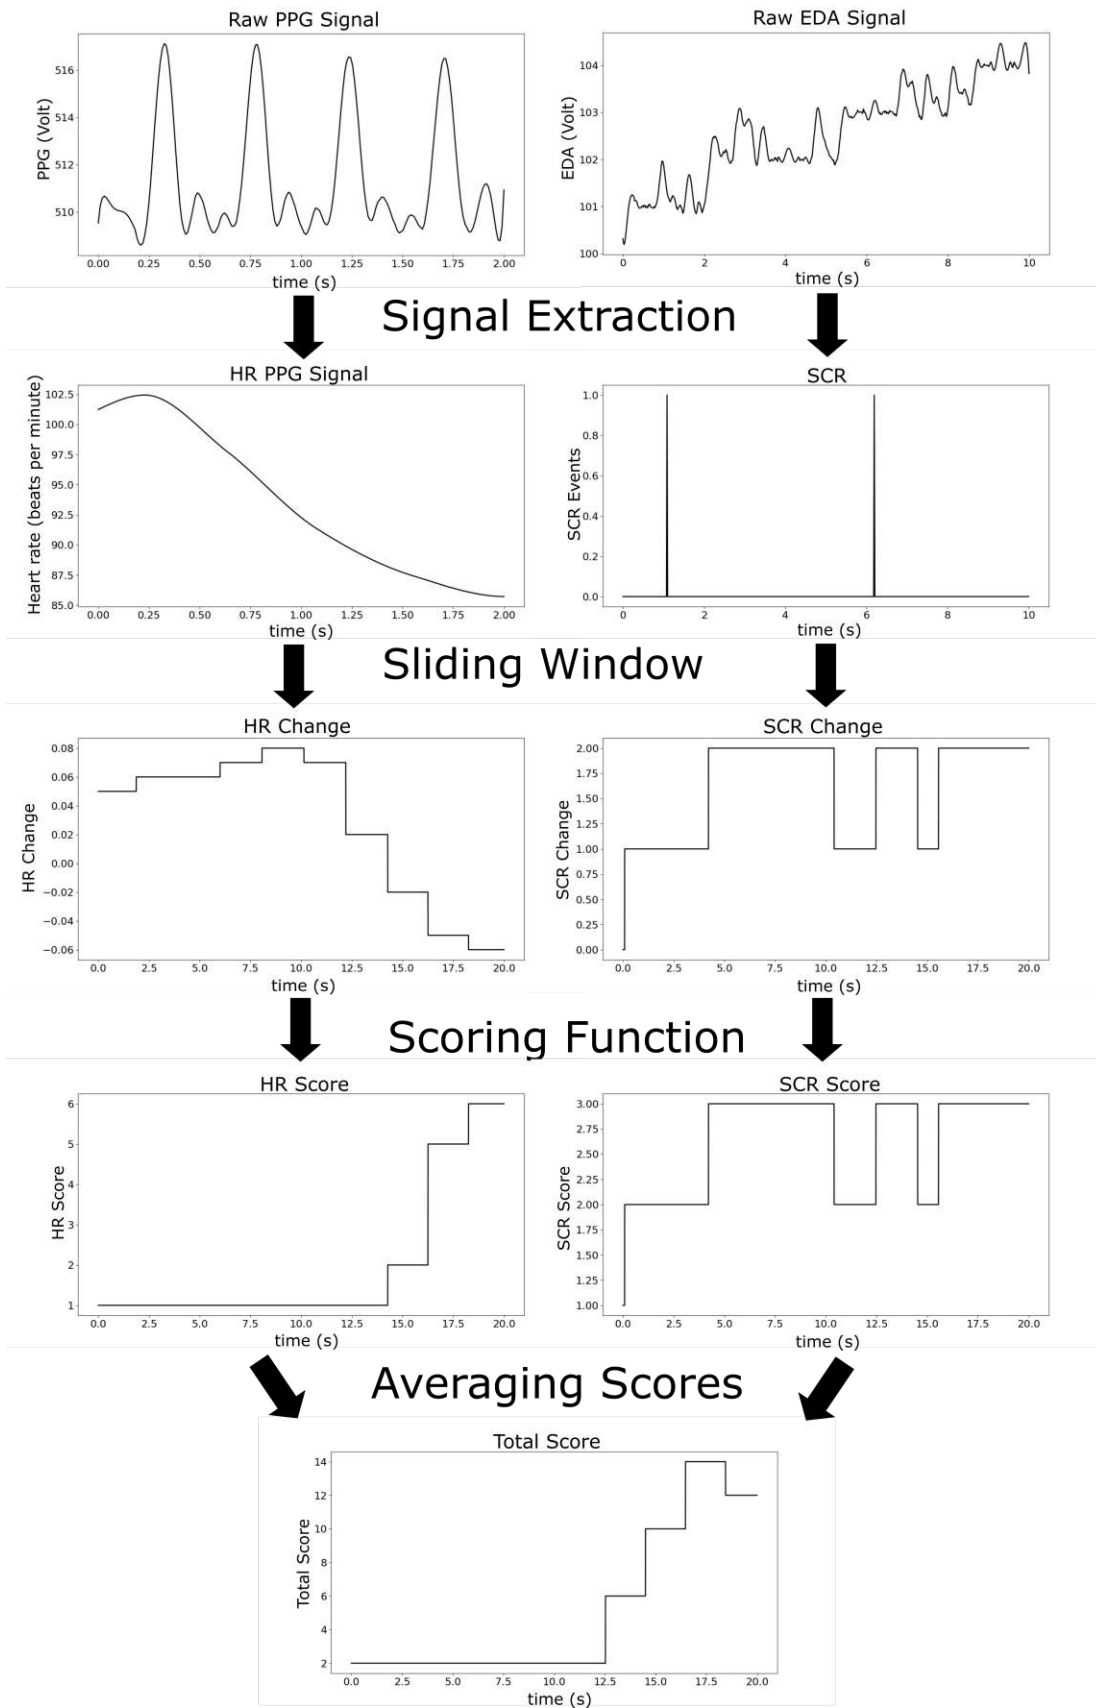 Raw PPG Signal
PPG (Volt)
516
514
512
510
0.00 0.25 0.50 0.75 1.00 1.25 1.50 1.75 2.00
time (s)
Raw EDA Signal
EDA (Volt)
104
103
102
101
100
0 2 4 6 8 10
time (s)
Signal Extraction
HR PPG Signal
Heart rate (beats per minute)
102.5
100.0
97.5
95.0
92.5
90.0
87.5
85.0
0.00 0.25 0.50 0.75 1.00 1.25 1.50 1.75 2.00
time (s)
SCR
SCR Events
1.0
0.8
0.6
0.4
0.2
0.0
0 2 4 6 8 10
time (s)
Sliding Window
HR Change
HR Change
0.08
0.06
0.04
0.02
0.00
−0.02
−0.04
−0.06
0.0 2.5 5.0 7.5 10.0 12.5 15.0 17.5 20.0
time (s)
SCR Change
SCR Change
2.00
1.75
1.50
1.25
1.00
0.75
0.50
0.25
0.00
0.0 2.5 5.0 7.5 10.0 12.5 15.0 17.5 20.0
time (s)
Scoring Function
HR Score
HR Score
6
5
4
3
2
1
0.0 2.5 5.0 7.5 10.0 12.5 15.0 17.5 20.0
time (s)
SCR Score
SCR Score
3.00
2.75
2.50
2.25
2.00
1.75
1.50
1.25
1.00
0.0 2.5 5.0 7.5 10.0 12.5 15.0 17.5 20.0
time (s)
Averaging Scores
Total Score
Total Score
14
12
10
8
6
4
2
0.0 2.5 5.0 7.5 10.0 12.5 15.0 17.5 20.0
time (s)